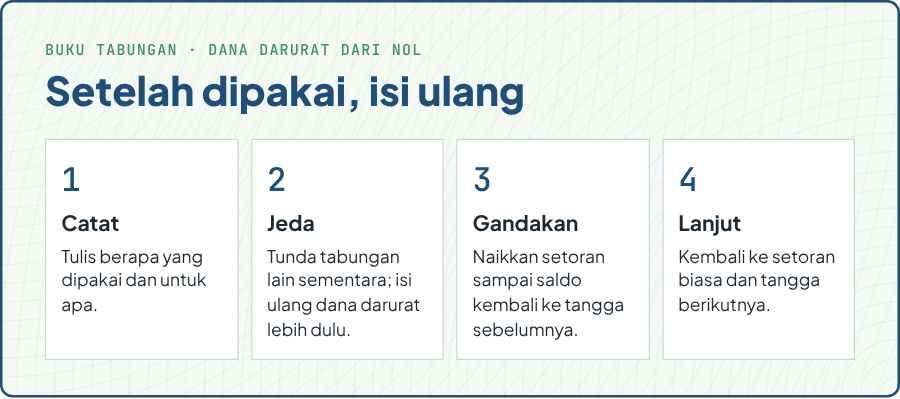 BUKU TABUNGAN · DANA DARURAT DARI NOL
Setelah dipakai, isi ulang
1
Catat
Tulis berapa yang
dipakai dan untuk
apa.
2
Jeda
Tunda tabungan
lain sementara; isi
ulang dana darurat
lebih dulu.
3
Gandakan
Naikkan setoran
sampai saldo
kembali ke tangga
sebelumnya.
4
Lanjut
Kembali ke setoran
biasa dan tangga
berikutnya.